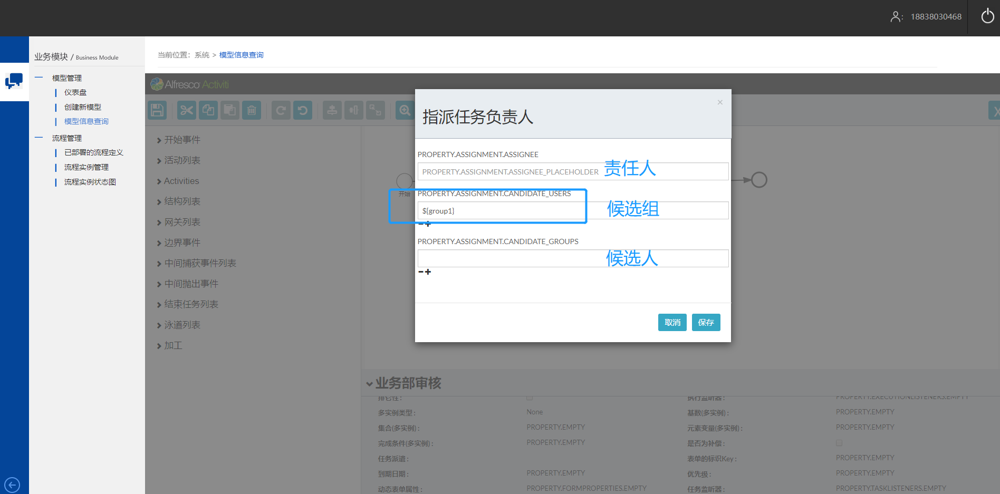 18838030468
业务模块 / Business Module
当前位置：系统 > 模型信息查询
模型管理
仪表盘
创建新模型
模型信息查询
流程管理
已部署的流程定义
流程实例管理
流程实例状态图
Alfresco Activiti
开始事件
活动列表
Activities
结构列表
网关列表
边界事件
中间捕获事件列表
中间抛出事件
结束任务列表
泳道列表
加工
开始
指派任务负责人
×
PROPERTY.ASSIGNMENT.ASSIGNEE
PROPERTY.ASSIGNMENT.ASSIGNEE_PLACEHOLDER 责任人
PROPERTY.ASSIGNMENT.CANDIDATE_USERS
${group1} 候选组
PROPERTY.ASSIGNMENT.CANDIDATE_GROUPS
候选人
取消 保存
业务部审核
排它性： 执行监听器： PROPERTY.EXECUTIONLISTENERS.EMPTY
多实例类型： None 基数(多实例)： PROPERTY.EMPTY
集合(多实例)： PROPERTY.EMPTY 元素变量(多实例)： PROPERTY.EMPTY
完成条件(多实例)： PROPERTY.EMPTY 是否为补偿：
任务派遣： 表单的标识Key： PROPERTY.EMPTY
到期日期： PROPERTY.EMPTY 优先级： PROPERTY.EMPTY
动态表单属性： PROPERTY.FORMPROPERTIES.EMPTY 任务监听器： PROPERTY.TASKLISTENERS.EMPTY